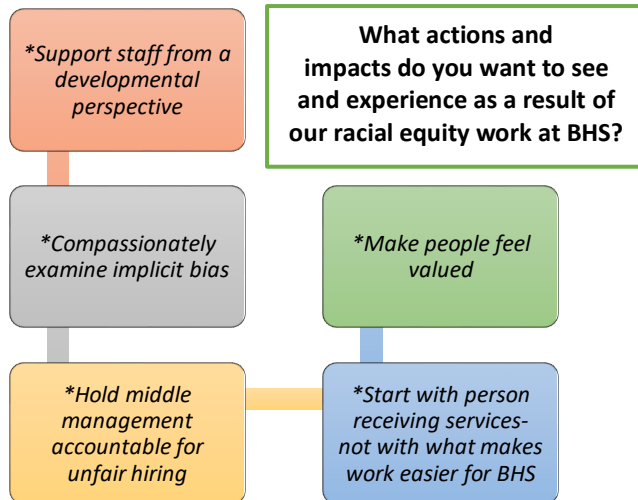 *Support staff from a
developmental
perspective
What actions and
impacts do you want to see
and experience as a result of
our racial equity work at BHS?
*Compassionately
examine implicit bias
*Make people feel
valued
*Hold middle
management
accountable for
unfair hiring
*Start with person
receiving services-
not with what makes
work easier for BHS